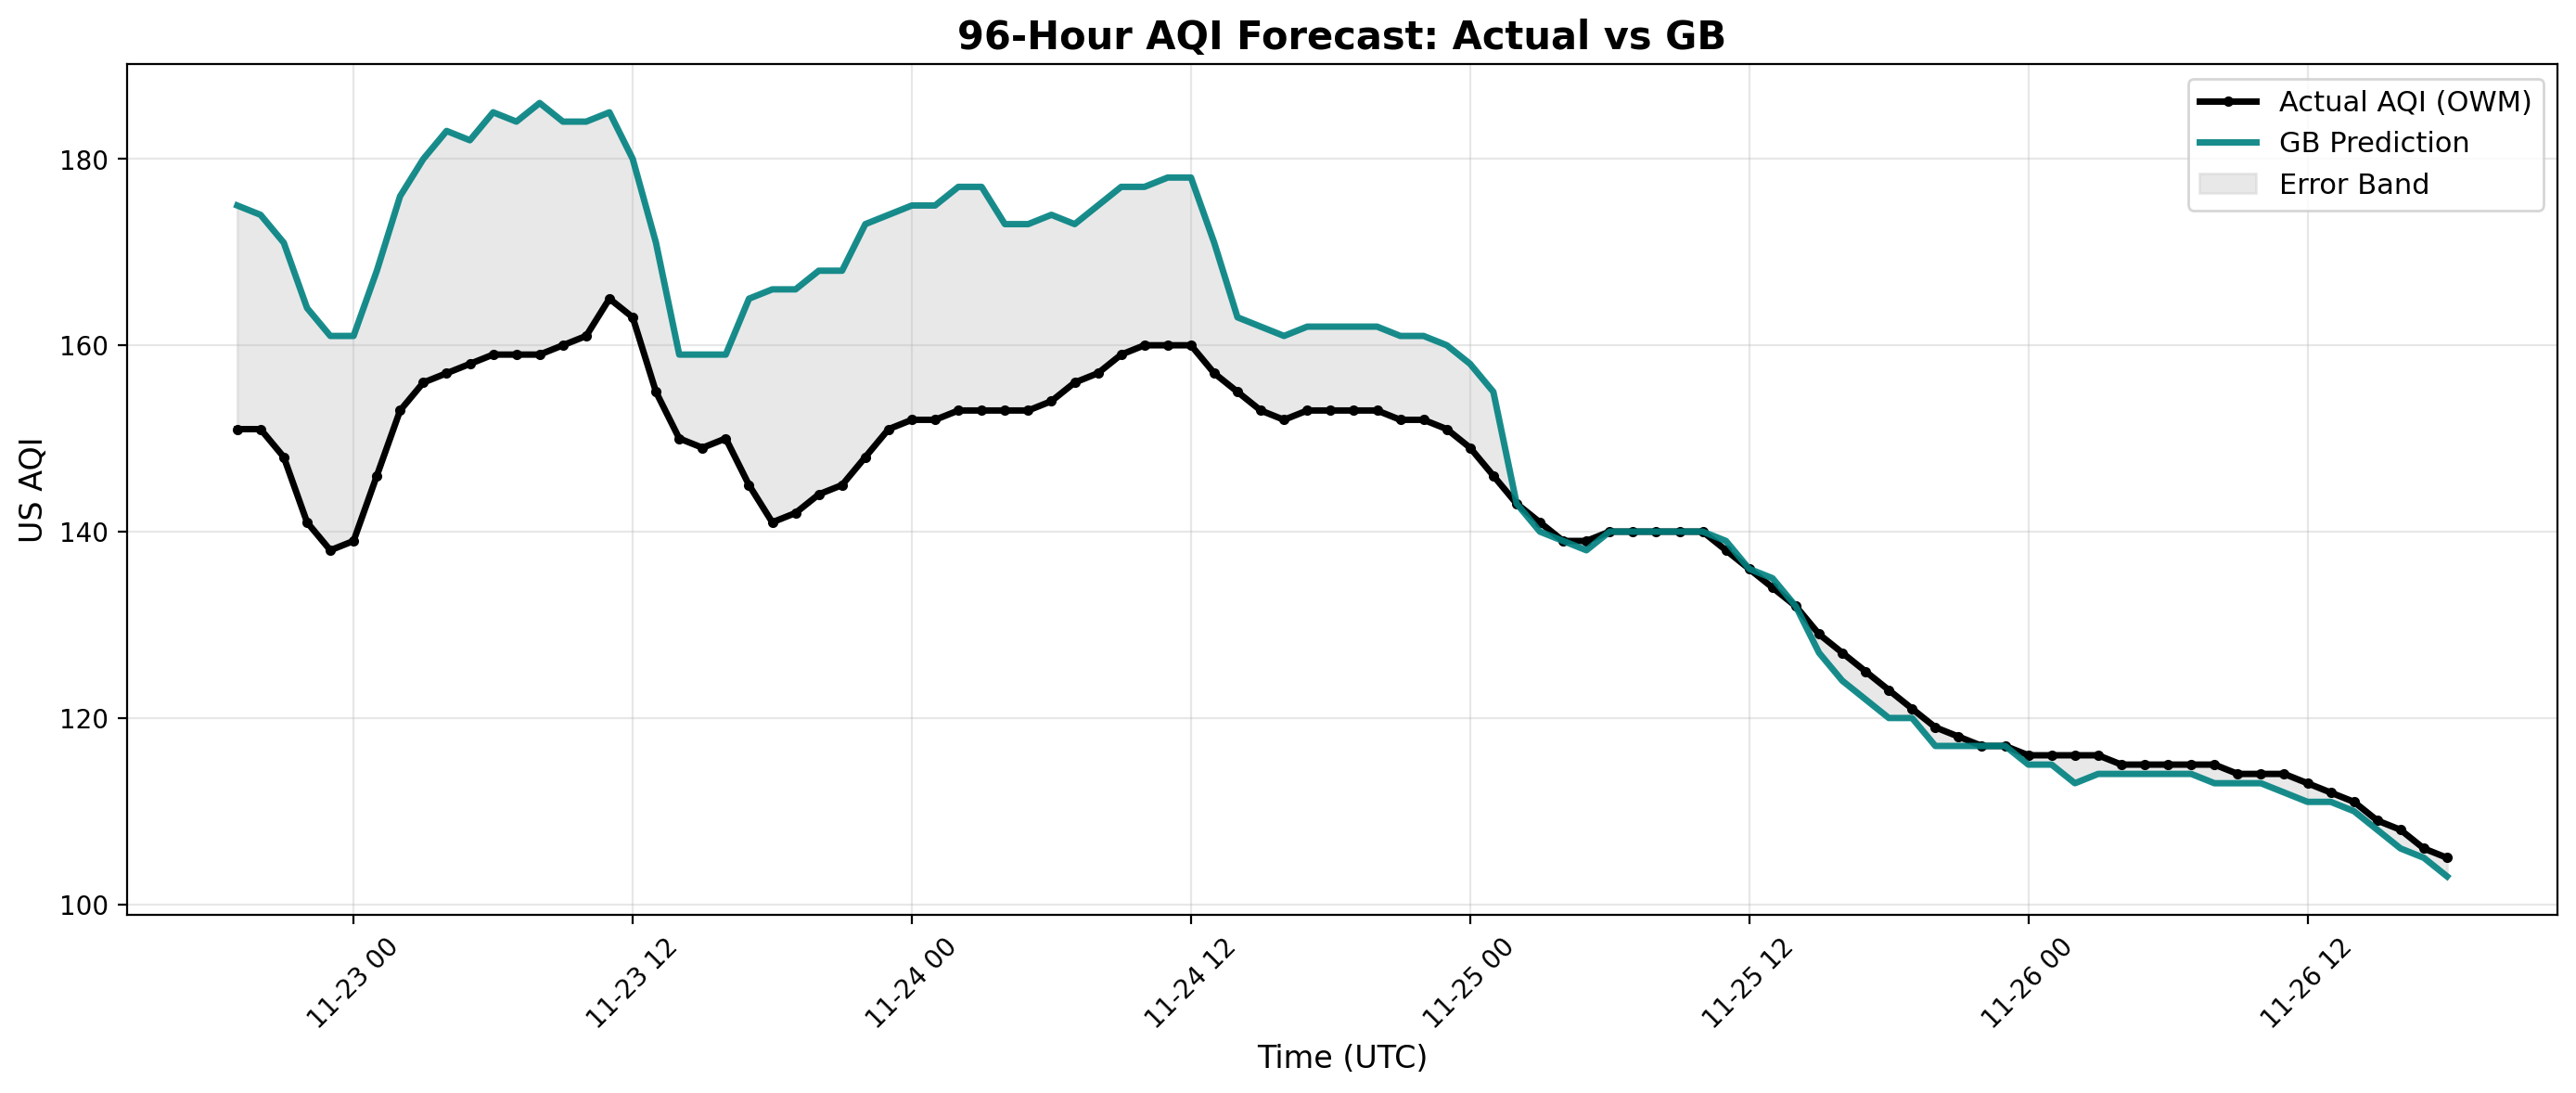 96-Hour AQI Forecast: Actual vs GB
Actual AQI (OWM)
GB Prediction
Error Band
US AQI
180
160
140
120
100
11-23 00
11-23 12
11-24 00
11-24 12
11-25 00
11-25 12
11-26 00
11-26 12
Time (UTC)